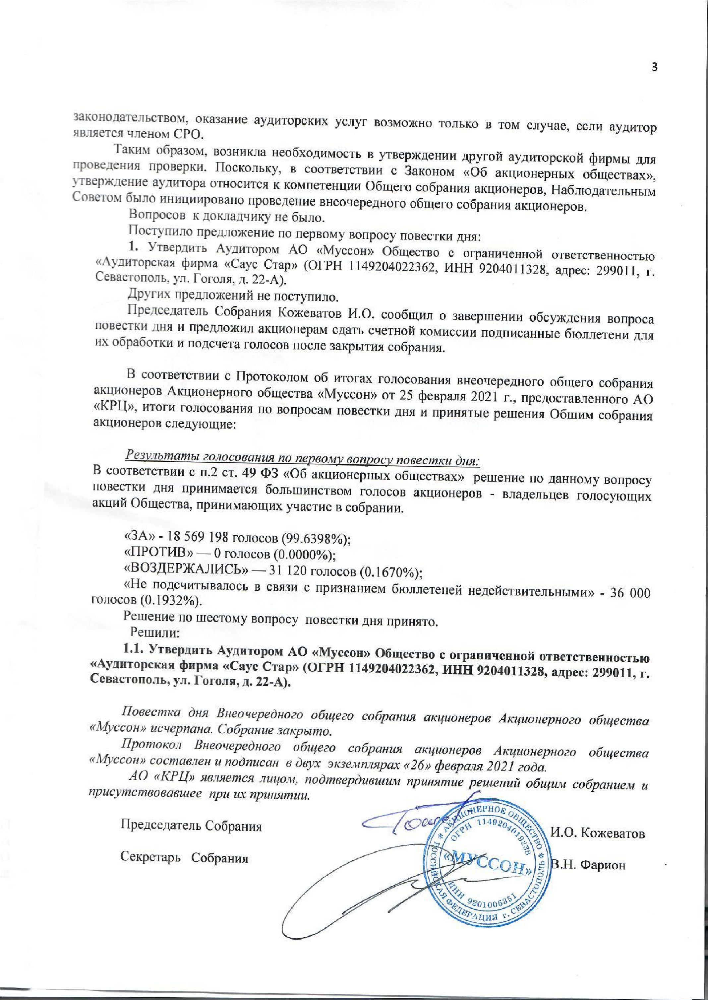 3
законодательством, оказание аудиторских услуг возможно только в том случае, если аудитор
является членом СРО.
Таким образом, возникла необходимость в утверждении другой аудиторской фирмы для
проведения проверки. Поскольку, в соответствии с Законом «Об акционерных обществах»,
утверждение аудитора относится к компетенции Общего собрания акционеров, Наблюдательным
Советом было инициировано проведение внеочередного общего собрания акционеров.
Вопросов к докладчику не было.
Поступило предложение по первому вопросу повестки дня:
1. Утвердить Аудитором АО «Муссон» Общество с ограниченной ответственностью
«Аудиторская фирма «Саус Стар» (ОГРН 1149204022362, ИНН 9204011328, адрес: 299011, г.
Севастополь, ул. Гоголя, д. 22-А).
Других предложений не поступило.
Председатель Собрания Кожеватов И.О. сообщил о завершении обсуждения вопроса
повестки дня и предложил акционерам сдать счетной комиссии подписанные бюллетени для
их обработки и подсчета голосов после закрытия собрания.
В соответствии с Протоколом об итогах голосования внеочередного общего собрания
акционеров Акционерного общества «Муссон» от 25 февраля 2021 г., предоставленного АО
«КРЦ», итоги голосования по вопросам повестки дня и принятые решения Общим собрания
акционеров следующие:
Результаты голосования по первому вопросу повестки дня:
В соответствии с п.2 ст. 49 ФЗ «Об акционерных обществах» решение по данному вопросу
повестки дня принимается большинством голосов акционеров - владельцев голосующих
акций Общества, принимающих участие в собрании.
«ЗА» - 18 569 198 голосов (99.6398%);
«ПРОТИВ» — 0 голосов (0.0000%);
«ВОЗДЕРЖАЛИСЬ» — 31 120 голосов (0.1670%);
«Не подсчитывалось в связи с признанием бюллетеней недействительными» - 36 000
голосов (0.1932%).
Решение по шестому вопросу повестки дня принято.
Решили:
1.1. Утвердить Аудитором АО «Муссон» Общество с ограниченной ответственностью
«Аудиторская фирма «Саус Стар» (ОГРН 1149204022362, ИНН 9204011328, адрес: 299011, г.
Севастополь, ул. Гоголя, д. 22-А).
Повестка дня Внеочередного общего собрания акционеров Акционерного общества
«Муссон» исчерпана. Собрание закрыто.
Протокол Внеочередного общего собрания акционеров Акционерного общества
«Муссон» составлен и подписан в двух экземплярах «26» февраля 2021 года.
АО «КРЦ» является лицом, подтвердившим принятие решений общим собранием и
присутствовавшее при их принятии.
Председатель Собрания И.О. Кожеватов
Секретарь Собрания В.Н. Фарион
АКЦИОНЕРНОЕ ОБЩЕСТВО
РОССИЙСКАЯ ФЕДЕРАЦИЯ г. СЕВАСТОПОЛЬ
ОГРН 1149204019238
«МУССОН»
ИНН 9201006351